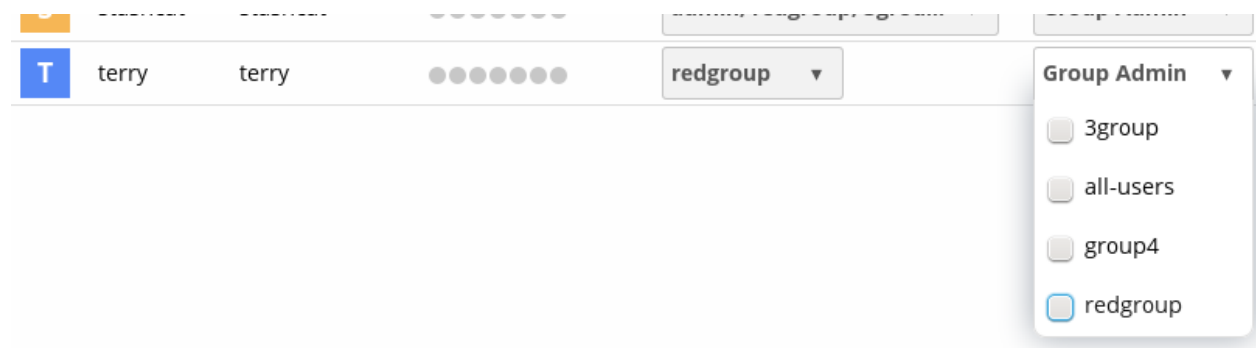 T terry terry ●●●●●●● redgroup ▼ Group Admin ▼
3group
all-users
group4
redgroup